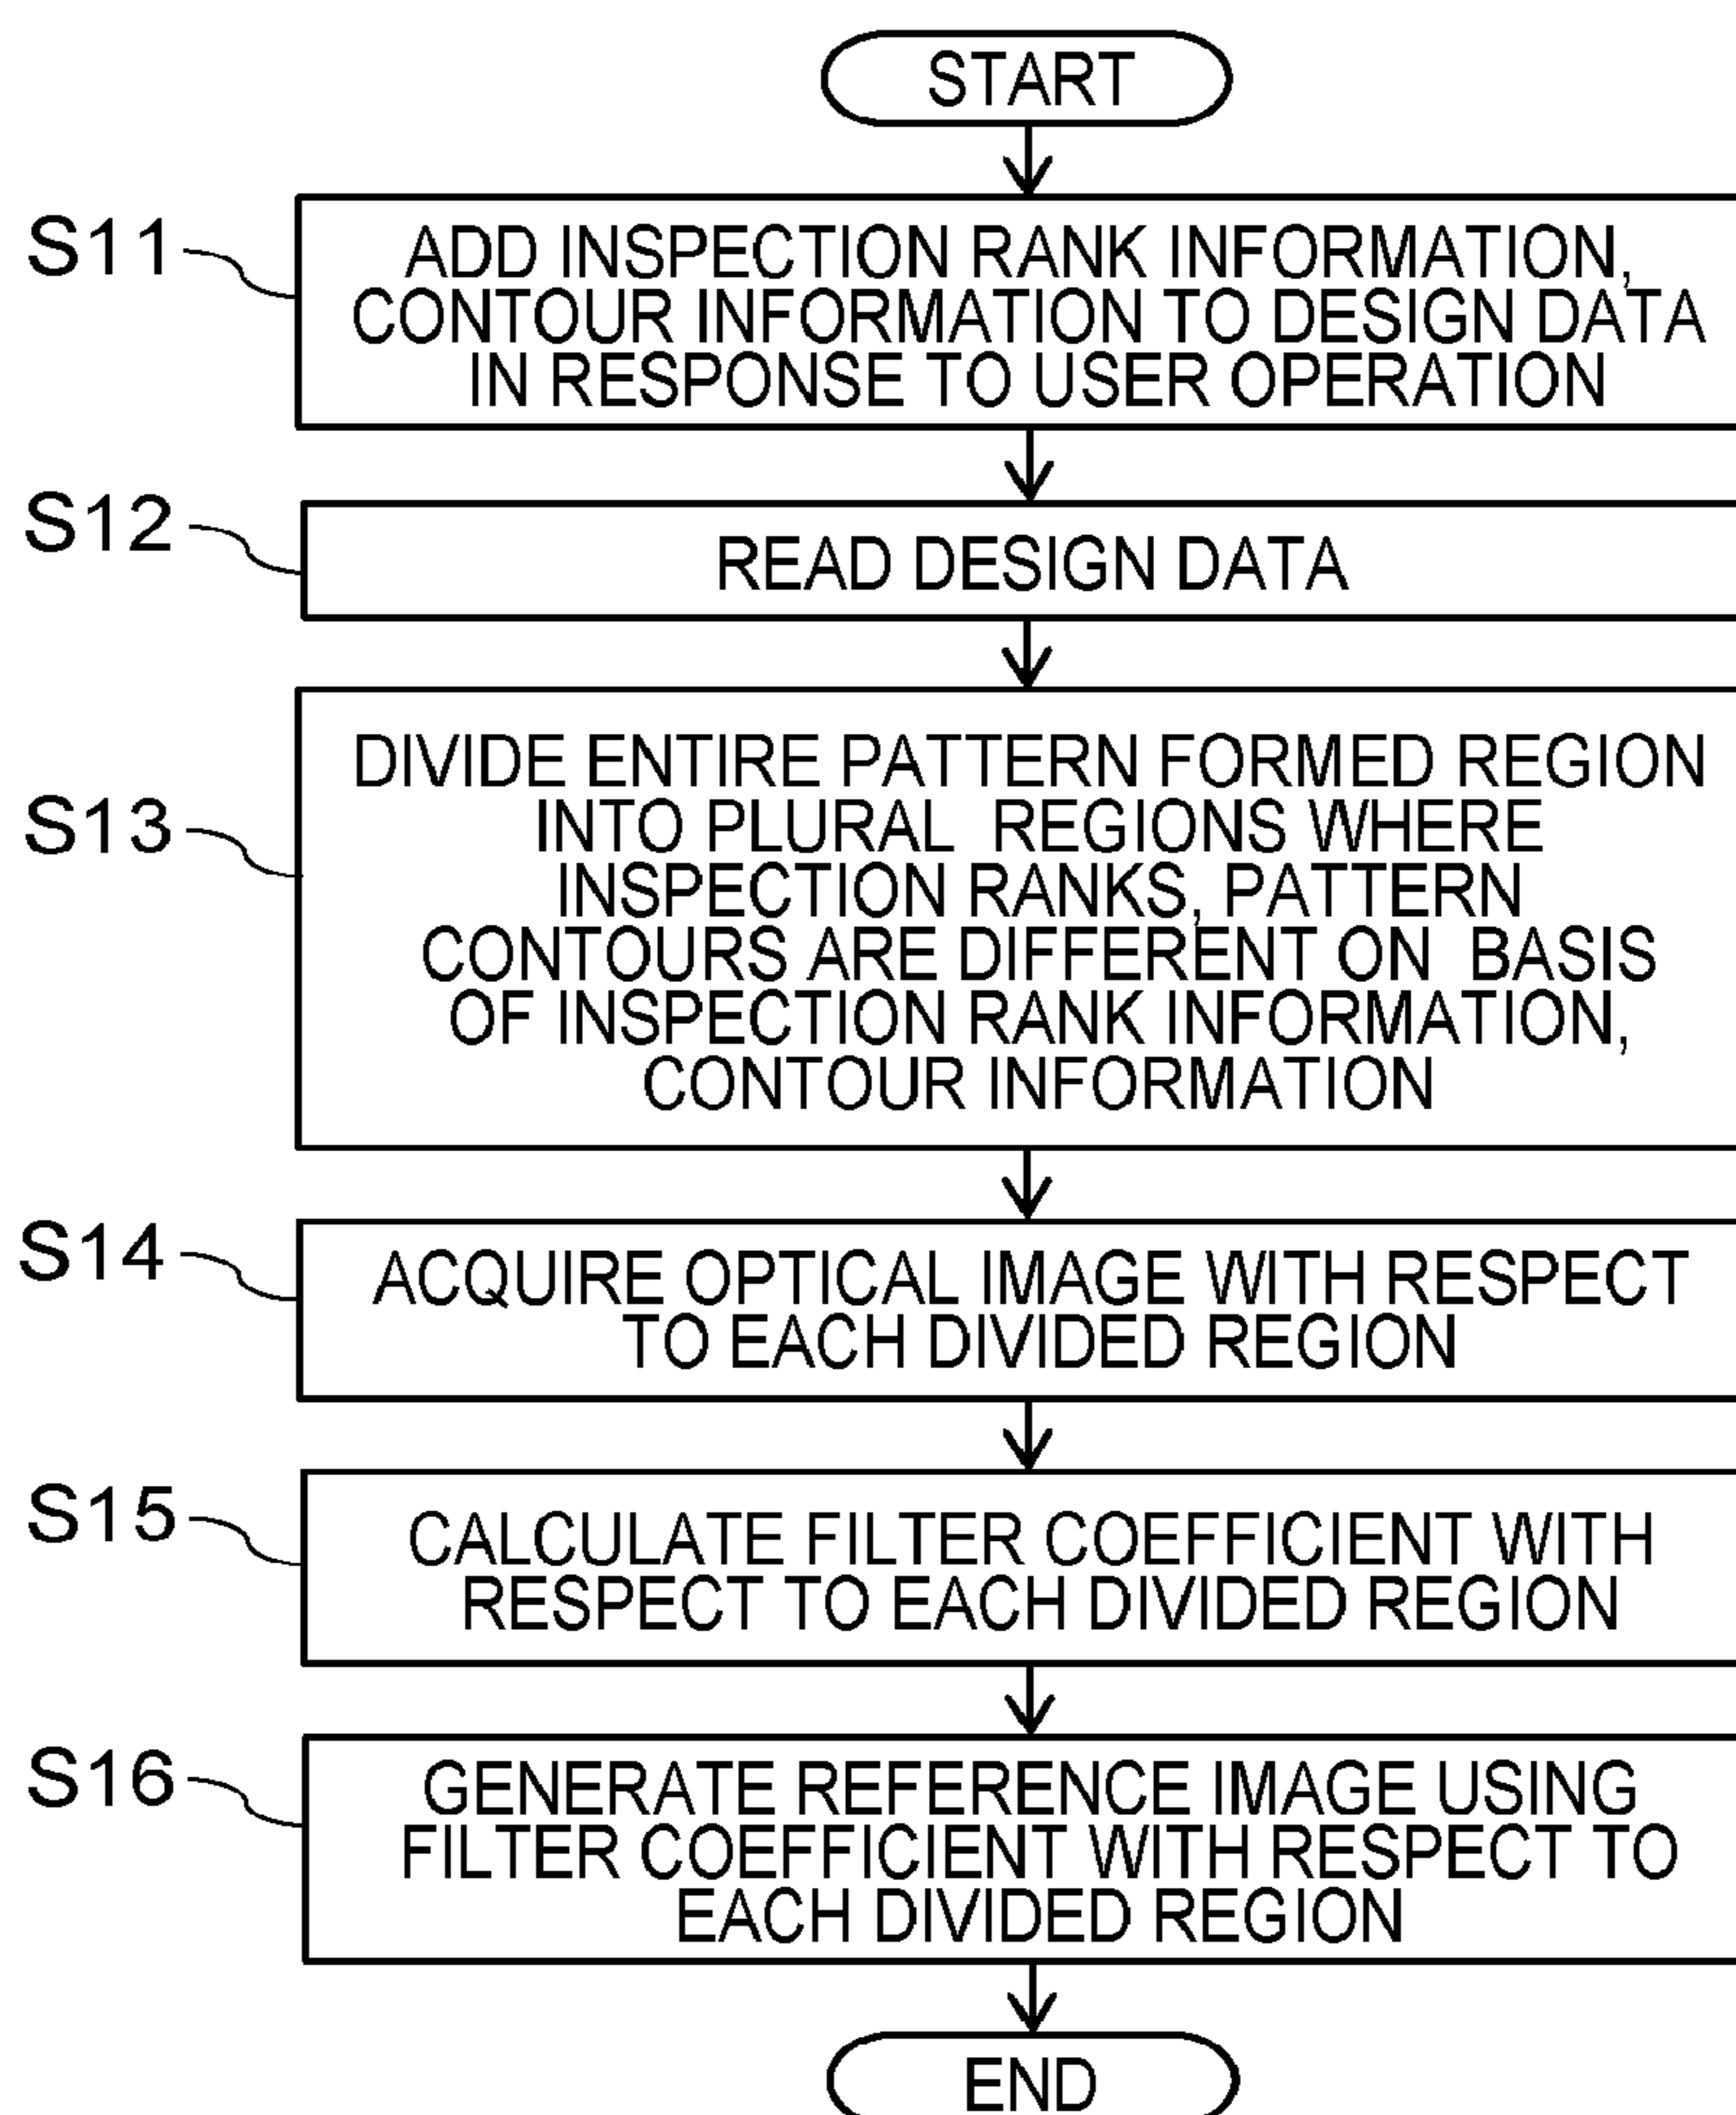 START
S11
ADD INSPECTION RANK INFORMATION,
CONTOUR INFORMATION TO DESIGN DATA
IN RESPONSE TO USER OPERATION
S12
READ DESIGN DATA
S13
DIVIDE ENTIRE PATTERN FORMED REGION
INTO PLURAL REGIONS WHERE
INSPECTION RANKS, PATTERN
CONTOURS ARE DIFFERENT ON BASIS
OF INSPECTION RANK INFORMATION,
CONTOUR INFORMATION
S14
ACQUIRE OPTICAL IMAGE WITH RESPECT
TO EACH DIVIDED REGION
S15
CALCULATE FILTER COEFFICIENT WITH
RESPECT TO EACH DIVIDED REGION
S16
GENERATE REFERENCE IMAGE USING
FILTER COEFFICIENT WITH RESPECT TO
EACH DIVIDED REGION
END